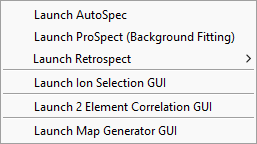 Launch AutoSpec
Launch ProSpect (Background Fitting)
Launch Retrospect
Launch Ion Selection GUI
Launch 2 Element Correlation GUI
Launch Map Generator GUI